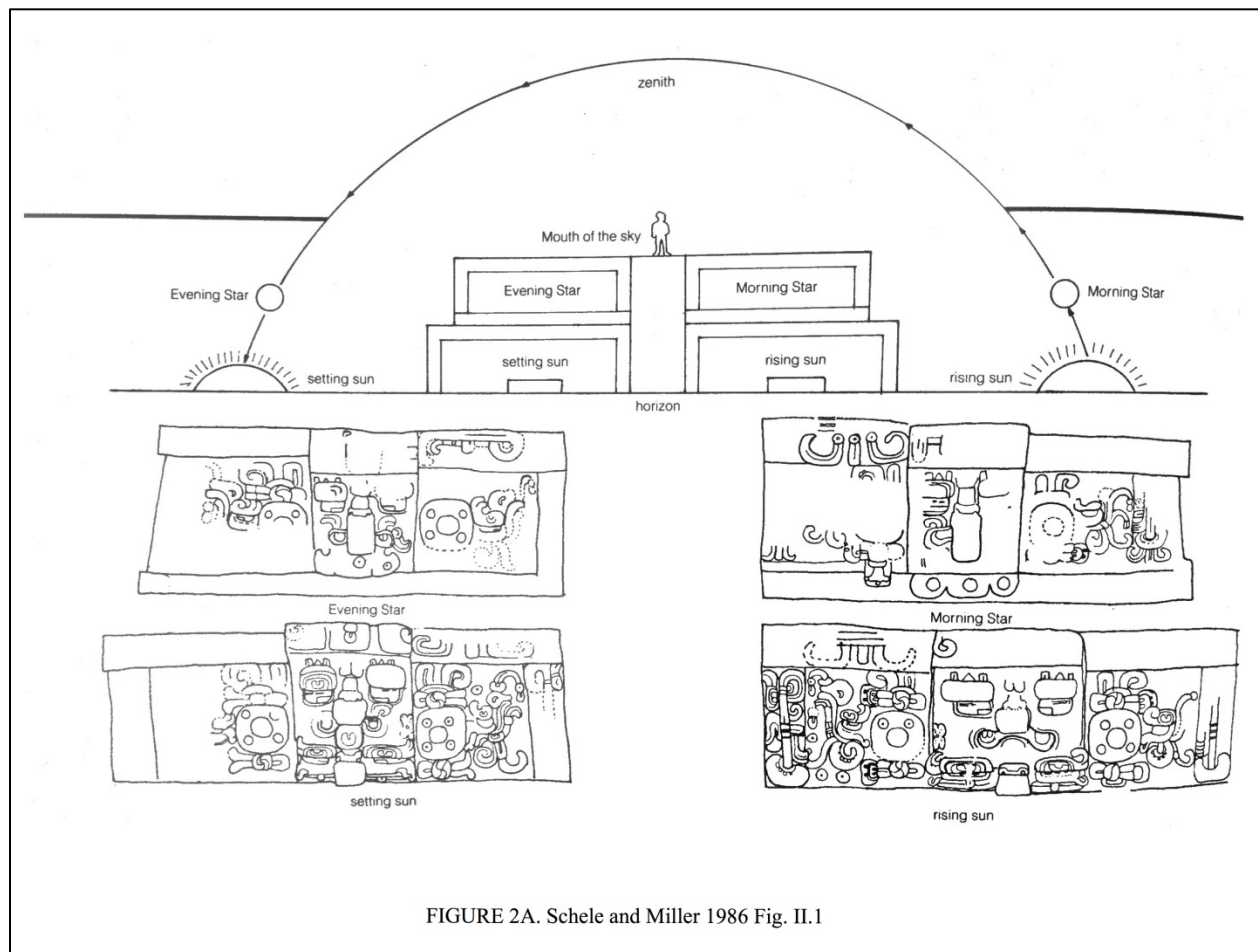 zenith
Mouth of the sky
Evening Star
Evening Star
Morning Star
Morning Star
setting sun
setting sun
rising sun
rising sun
horizon
Evening Star
Morning Star
setting sun
rising sun
FIGURE 2A. Schele and Miller 1986 Fig. II.1